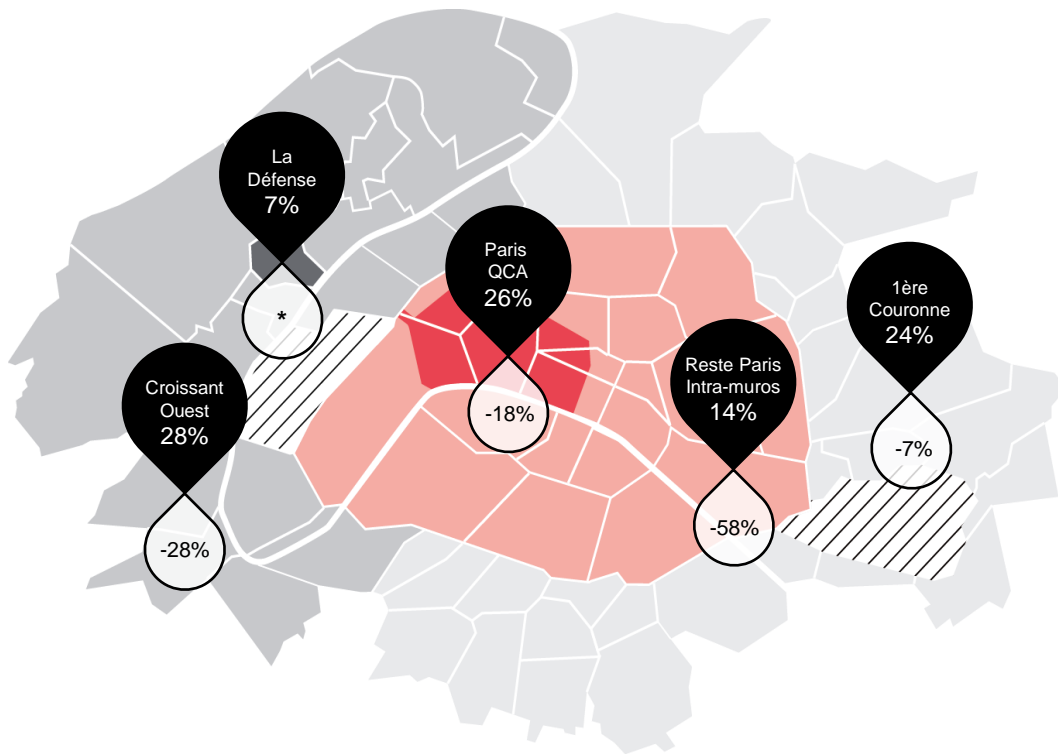 La
Défense
7%
*
Paris
QCA
26%
-18%
1ère
Couronne
24%
-7%
Croissant
Ouest
28%
-28%
Reste Paris
Intra-muros
14%
-58%